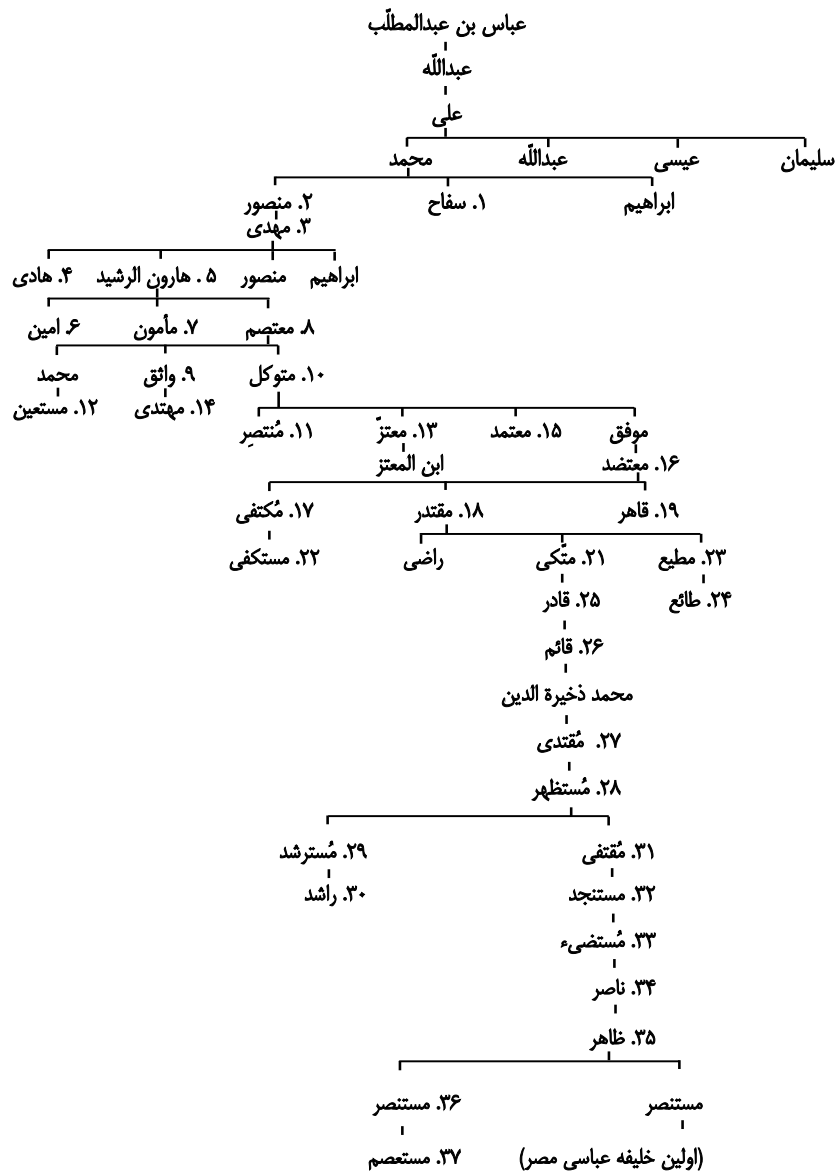 عباس بن عبدالمطلّب
عبداللّه
علی
سلیمان عیسی عبداللّه محمد
ابراهیم ۱. سفاح ۲. منصور
۳. مهدی
ابراهیم منصور ۵. هارون الرشید ۴. هادی
۸. معتصم ۷. مأمون ۶. امین
۱۰. متوکل ۹. واثق محمد
۱۴. مهتدی ۱۲. مستعین
موفق ۱۵. معتمد ۱۳. معتزّ ۱۱. مُنتصِر
۱۶. معتضد ابن المعتز
۱۹. قاهر ۱۸. مقتدر ۱۷. مُکتفی
۲۳. مطیع ۲۱. متّکی راضی ۲۲. مستکفی
۲۴. طائع ۲۵. قادر
۲۶. قائم
محمد ذخیرة الدین
۲۷. مُقتدی
۲۸. مُستظهر
۳۱. مُقتفی ۲۹. مُسترشد
۳۲. مستنجد ۳۰. راشد
۳۳. مُستضیء
۳۴. ناصر
۳۵. ظاهر
مستنصر ۳۶. مستنصر
(اولین خلیفه عباسی مصر) ۳۷. مستعصم